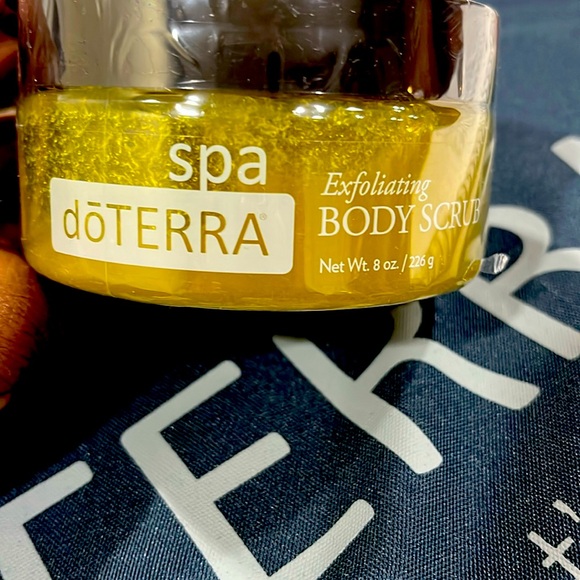 spa
dōTERRA®
Exfoliating
BODY SCRUB
Net Wt. 8 oz. / 226 g